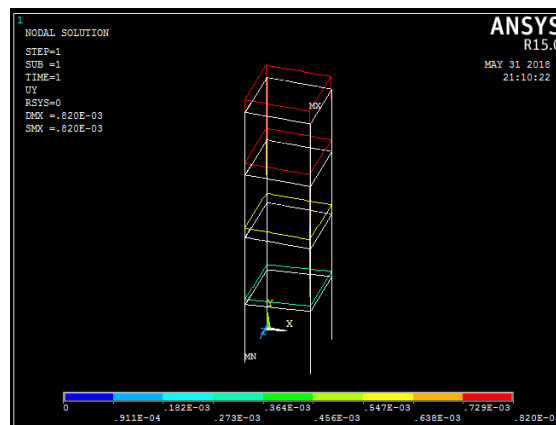 1
NODAL SOLUTION
ANSYS
R15.0
STEP=1
SUB =1
TIME=1
UY
RSYS=0
DMX =.820E-03
SMX =.820E-03
MAY 31 2018
21:10:22
MX
Y
X
MN
0 .182E-03 .364E-03 .547E-03 .729E-03
.911E-04 .273E-03 .456E-03 .638E-03 .820E-03